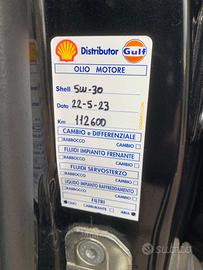 Distributor
Gulf
OLIO MOTORE
Shell 5W-30
Data 22-5-23
Km 112600
CAMBIO e DIFFERENZIALE
RABBOCCO CAMBIO
FLUIDI IMPIANTO FRENANTE
RABBOCCO CAMBIO
FLUIDI SERVOSTERZO
RABBOCCO CAMBIO
LIQUIDO IMPIANTO RAFFREDDAMENTO
RABBOCCO CAMBIO
FILTRI
OLIO CARBURANTE ARIA
subito